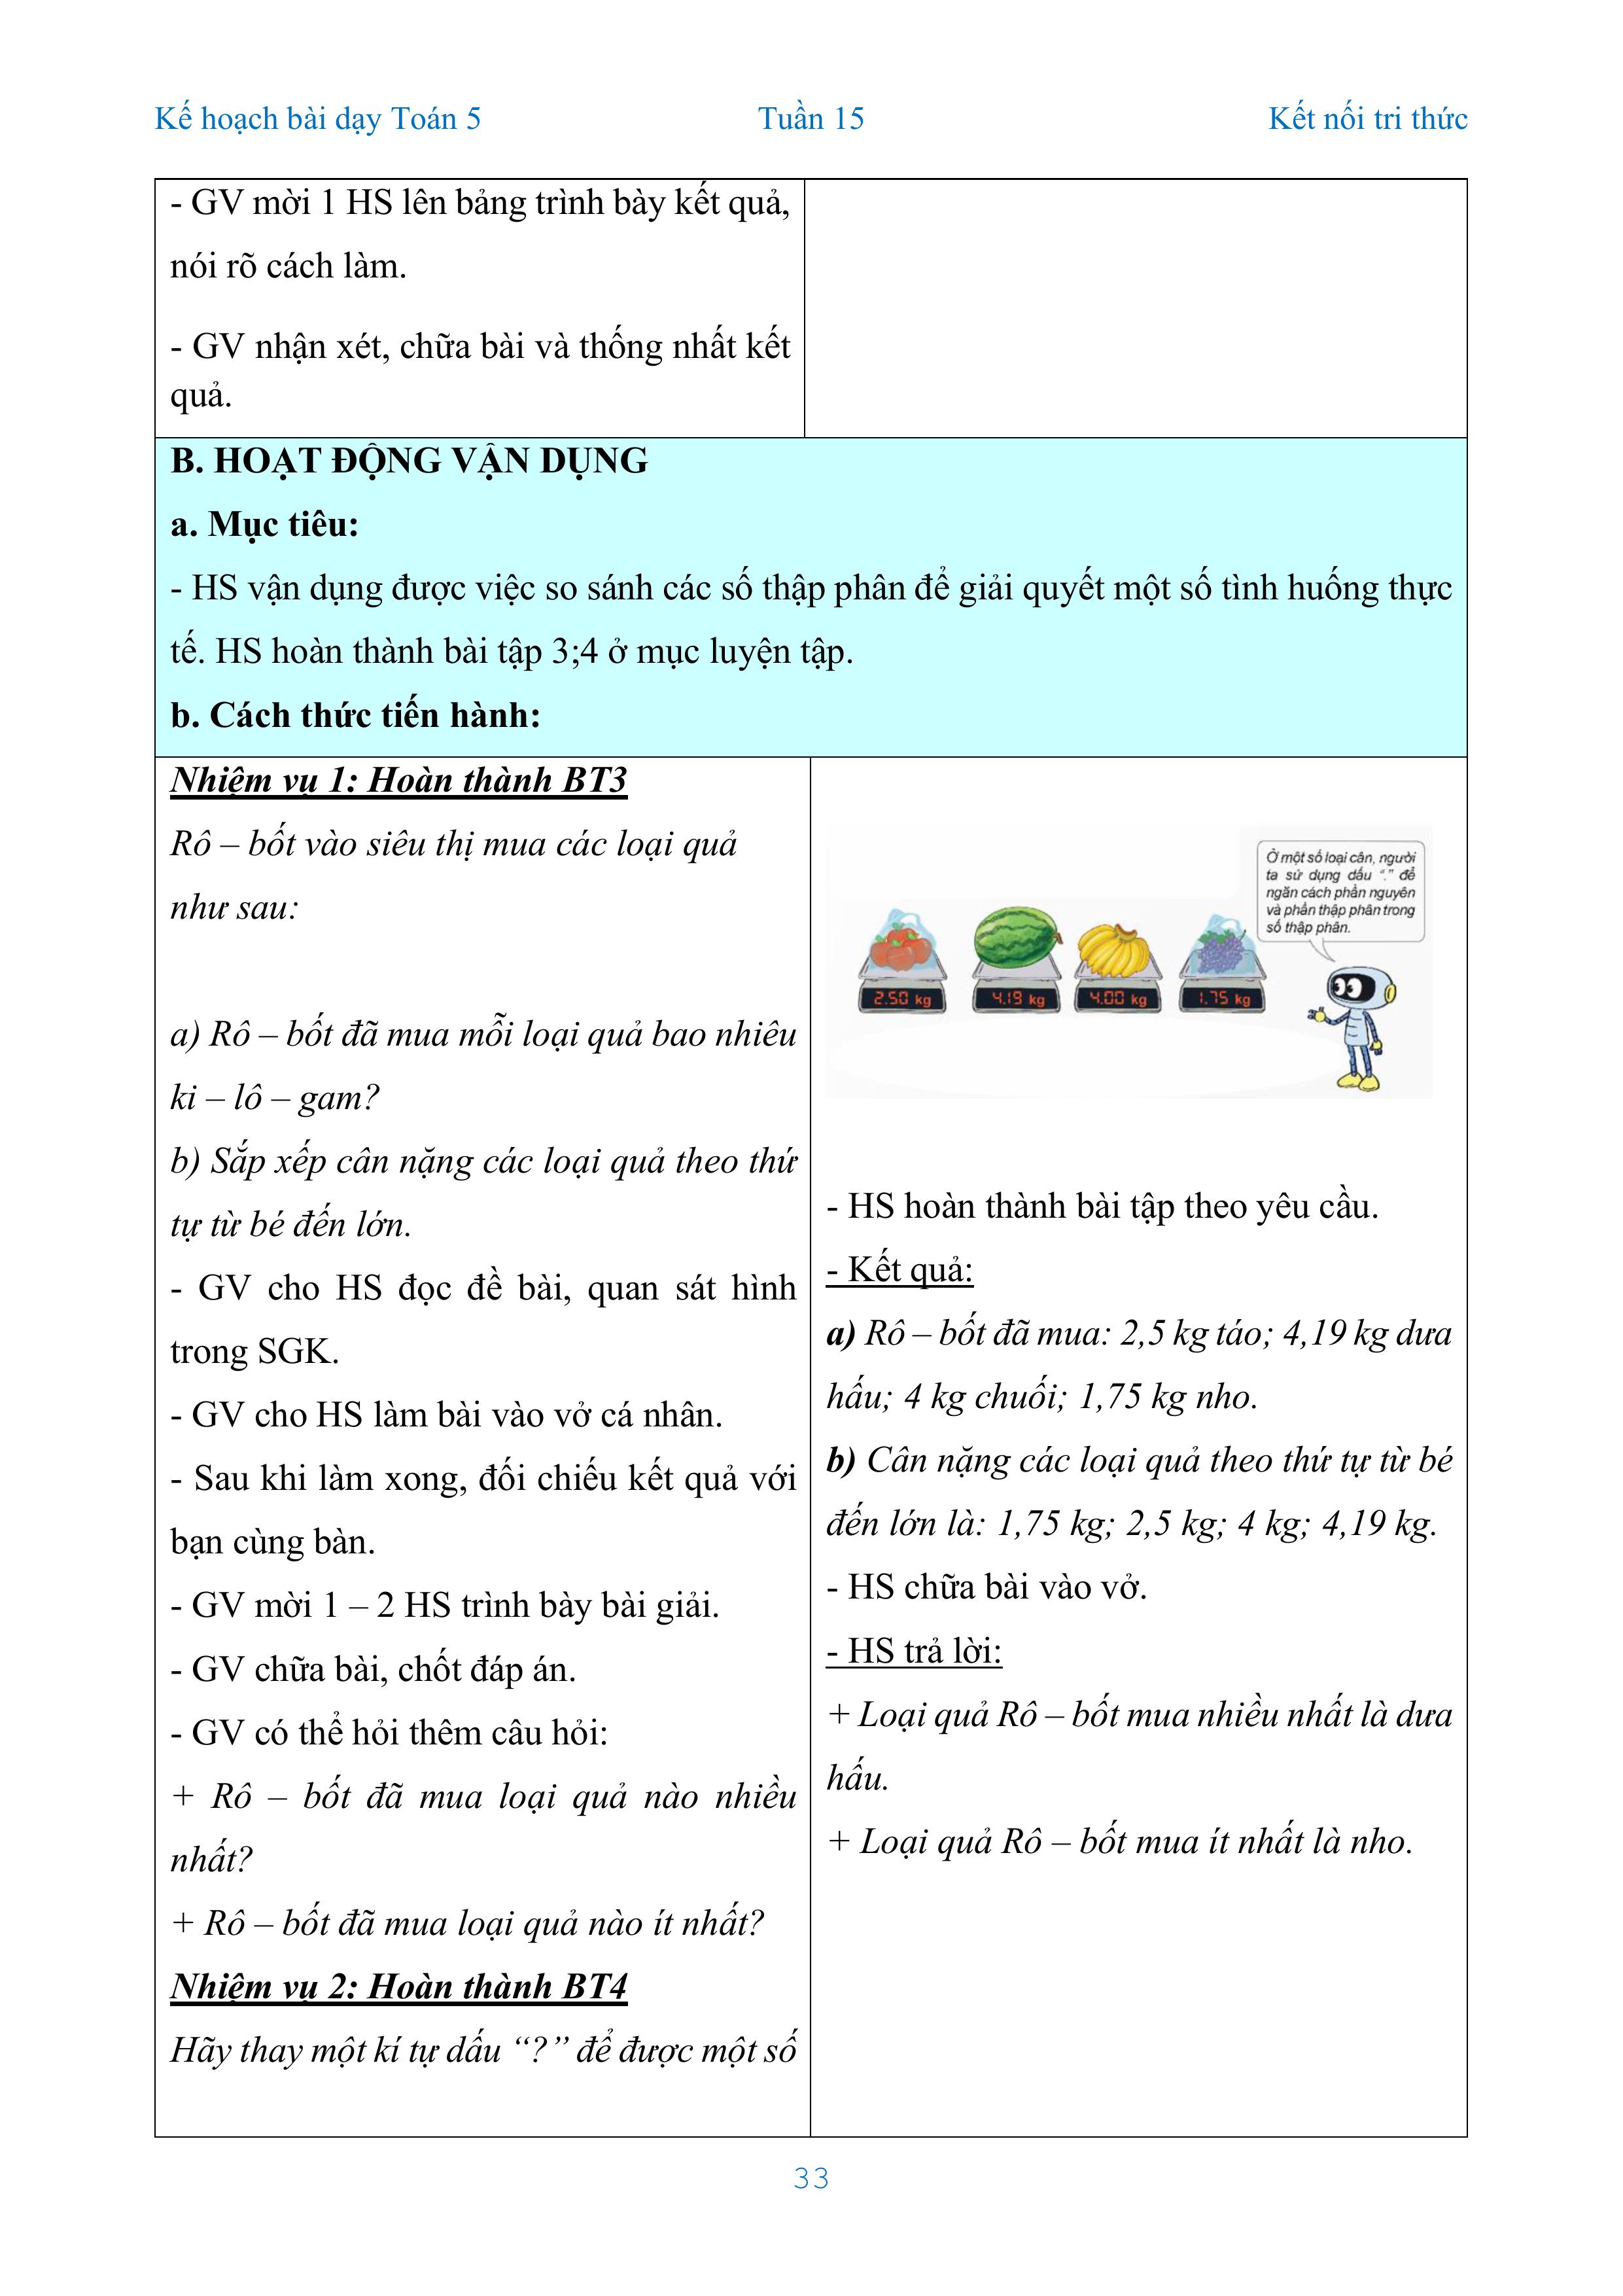 Kế hoạch bài dạy Toán 5 Tuần 15 Kết nối tri thức
- GV mời 1 HS lên bảng trình bày kết quả,
nói rõ cách làm.
- GV nhận xét, chữa bài và thống nhất kết
quả.
B. HOẠT ĐỘNG VẬN DỤNG
a. Mục tiêu:
- HS vận dụng được việc so sánh các số thập phân để giải quyết một số tình huống thực
tế. HS hoàn thành bài tập 3;4 ở mục luyện tập.
b. Cách thức tiến hành:
Nhiệm vụ 1: Hoàn thành BT3
Rô – bốt vào siêu thị mua các loại quả
như sau:
a) Rô – bốt đã mua mỗi loại quả bao nhiêu
ki – lô – gam?
b) Sắp xếp cân nặng các loại quả theo thứ
tự từ bé đến lớn.
- GV cho HS đọc đề bài, quan sát hình
trong SGK.
- GV cho HS làm bài vào vở cá nhân.
- Sau khi làm xong, đối chiếu kết quả với
bạn cùng bàn.
- GV mời 1 – 2 HS trình bày bài giải.
- GV chữa bài, chốt đáp án.
- GV có thể hỏi thêm câu hỏi:
+ Rô – bốt đã mua loại quả nào nhiều
nhất?
+ Rô – bốt đã mua loại quả nào ít nhất?
Nhiệm vụ 2: Hoàn thành BT4
Hãy thay một kí tự dấu “?” để được một số
Ở một số loại cân, người
ta sử dụng dấu “.” để
ngăn cách phần nguyên
và phần thập phân trong
số thập phân.
2.50 kg 4.19 kg 4.00 kg 1.75 kg
- HS hoàn thành bài tập theo yêu cầu.
- Kết quả:
a) Rô – bốt đã mua: 2,5 kg táo; 4,19 kg dưa
hấu; 4 kg chuối; 1,75 kg nho.
b) Cân nặng các loại quả theo thứ tự từ bé
đến lớn là: 1,75 kg; 2,5 kg; 4 kg; 4,19 kg.
- HS chữa bài vào vở.
- HS trả lời:
+ Loại quả Rô – bốt mua nhiều nhất là dưa
hấu.
+ Loại quả Rô – bốt mua ít nhất là nho.
33